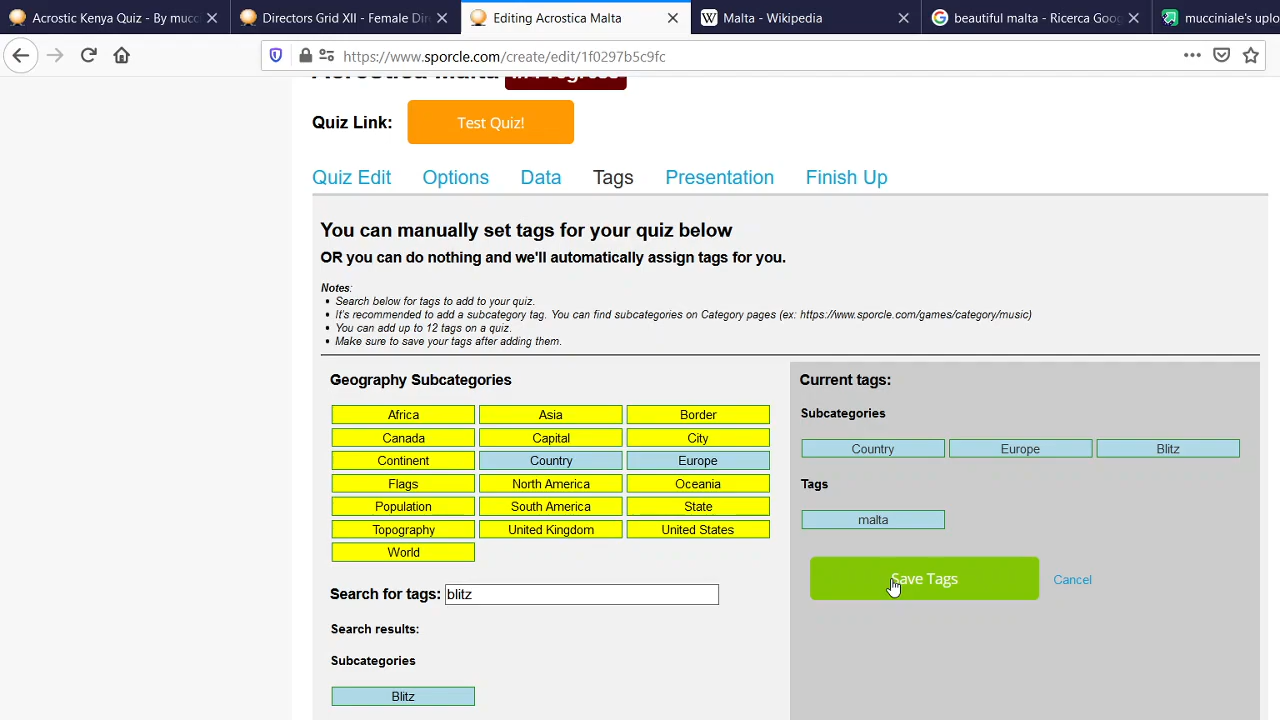 Acrostic Kenya Quiz - By mucc
Directors Grid XII - Female Dire
Editing Acrostica Malta
Malta - Wikipedia
beautiful malta - Ricerca Goog
mucciniale's uplo
https://www.sporcle.com/create/edit/1f0297b5c9fc
Acrostica Malta In Progress
Quiz Link: Test Quiz!
Quiz Edit Options Data Tags Presentation Finish Up
You can manually set tags for your quiz below
OR you can do nothing and we'll automatically assign tags for you.
Notes:
• Search below for tags to add to your quiz.
• It's recommended to add a subcategory tag. You can find subcategories on Category pages (ex: https://www.sporcle.com/games/category/music)
• You can add up to 12 tags on a quiz.
• Make sure to save your tags after adding them.
Geography Subcategories
Africa Asia Border
Canada Capital City
Continent Country Europe
Flags North America Oceania
Population South America State
Topography United Kingdom United States
World
Search for tags: blitz
Search results:
Subcategories
Blitz
Current tags:
Subcategories
Country Europe Blitz
Tags
malta
Save Tags Cancel